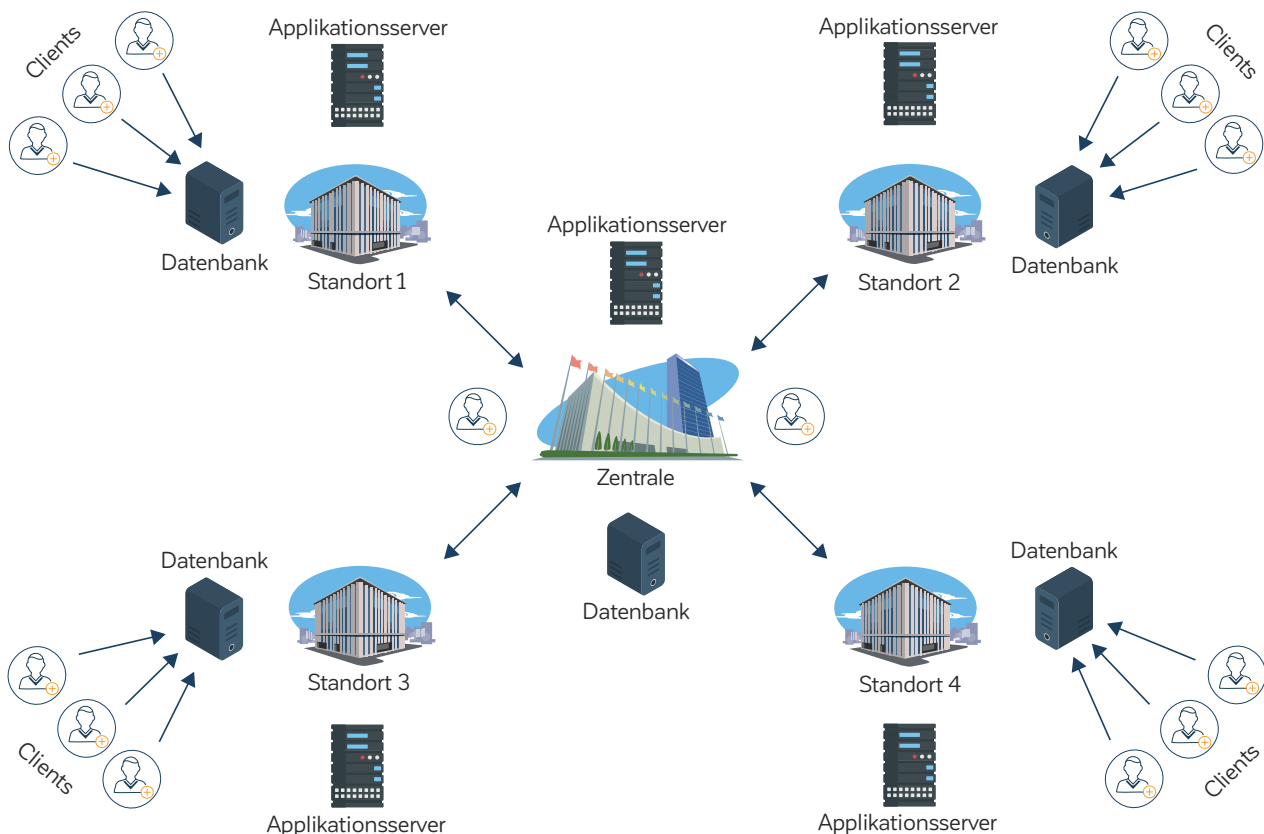 Applikationsserver
Applikationsserver
Clients
Clients
Applikationsserver
Datenbank
Standort 1
Standort 2
Datenbank
Zentrale
Datenbank
Datenbank
Datenbank
Standort 3
Standort 4
Clients
Clients
Applikationsserver
Applikationsserver